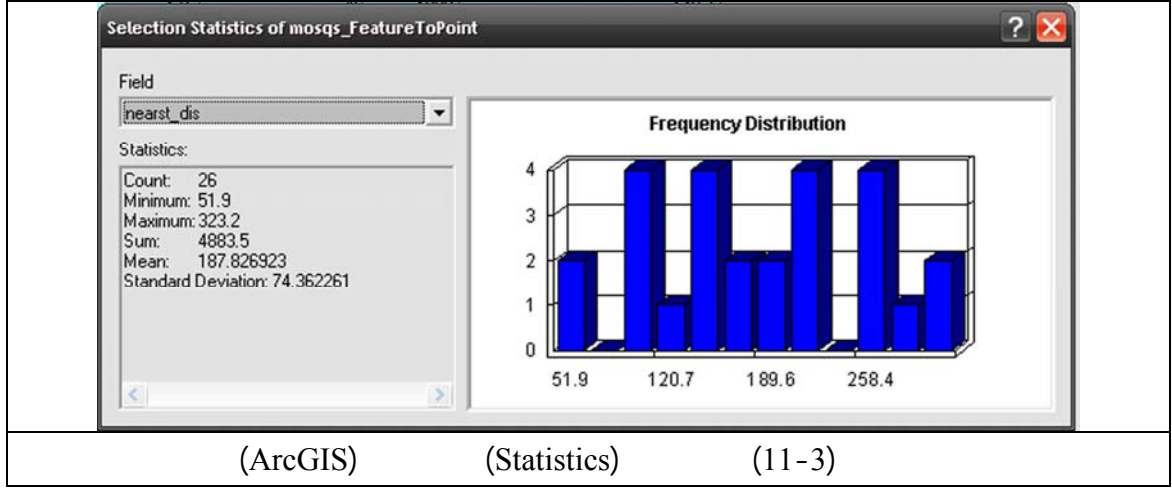 Selection Statistics of mosqs_FeatureToPoint
Field
nearst_dis
Statistics:
Count: 26
Minimum: 51.9
Maximum: 323.2
Sum: 4883.5
Mean: 187.826923
Standard Deviation: 74.362261
Frequency Distribution
4
3
2
1
0
51.9 120.7 189.6 258.4
(ArcGIS) (Statistics) (11-3)